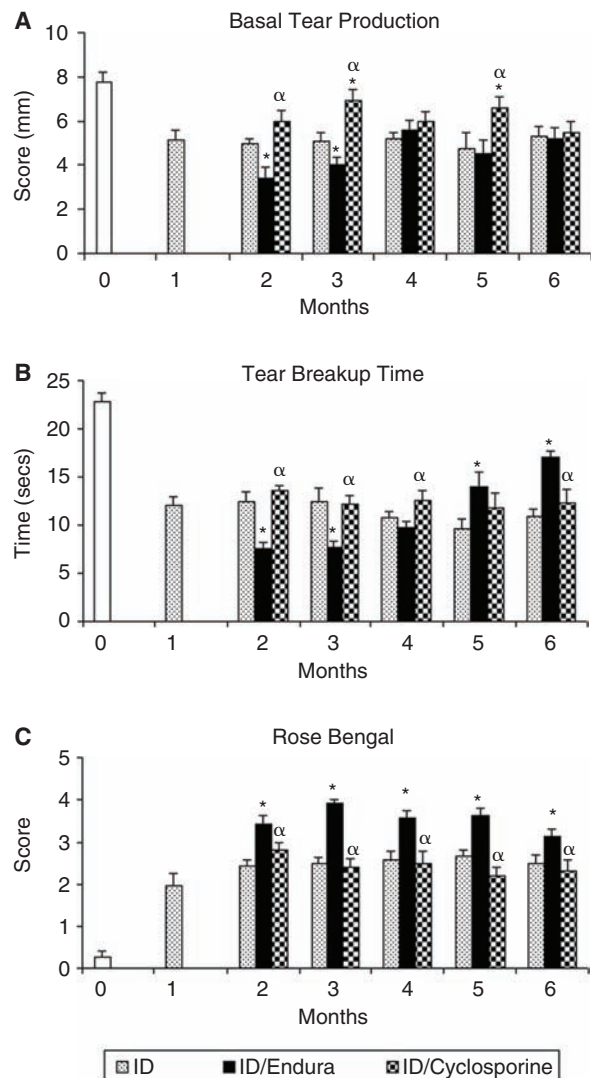 A Basal Tear Production
Score (mm)
10
8
6
4
2
0
α
*
α
*
*
α
*
0 1 2 3 4 5 6
Months
B Tear Breakup Time
Time (secs)
25
20
15
10
5
0
α
*
α
*
α
*
*
α
0 1 2 3 4 5 6
Months
C Rose Bengal
Score
5
4
3
2
1
0
*
α
*
α
*
α
*
α
*
α
0 1 2 3 4 5 6
Months
ID ID/Endura ID/Cyclosporine